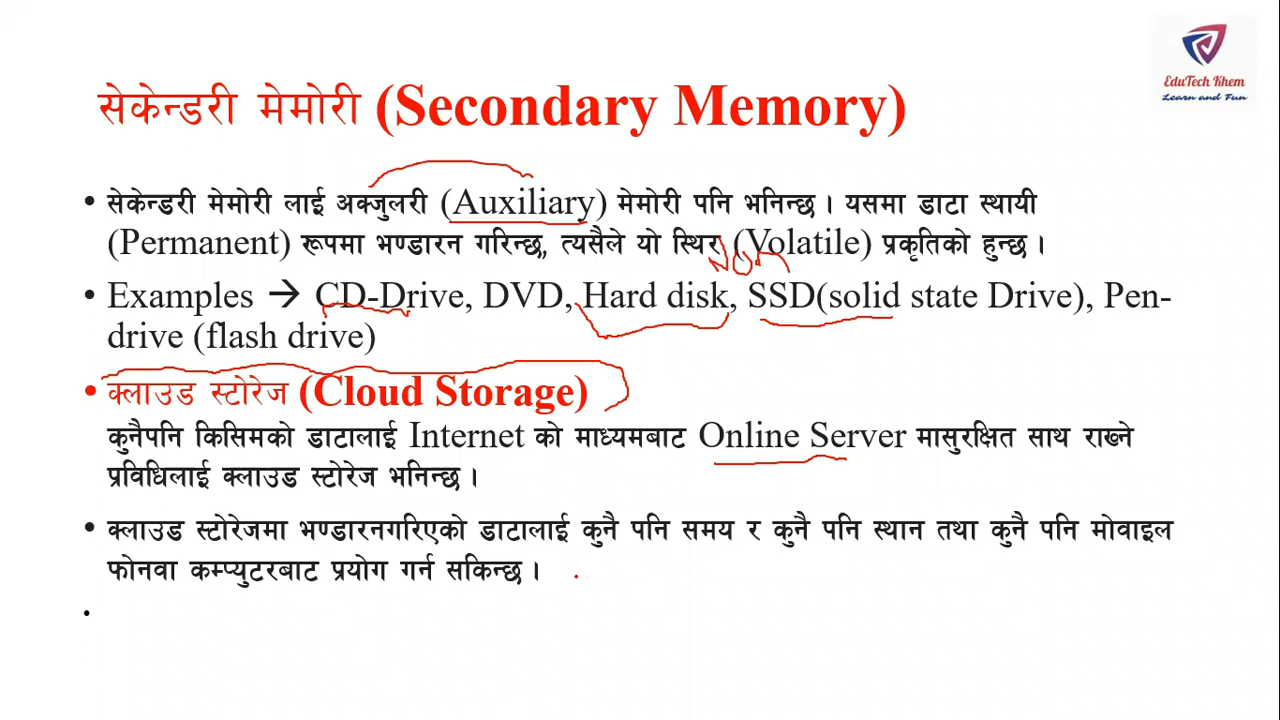 EduTech Khem
Learn and Fun
सेकेन्डरी मेमोरी (Secondary Memory)
• सेकेन्डरी मेमोरी लाई अक्जुलरी (Auxiliary) मेमोरी पनि भनिन्छ । यसमा डाटा स्थायी
(Permanent) रूपमा भण्डारन गरिन्छ, त्यसैले यो स्थिर (Volatile) प्रकृतिको हुन्छ ।
Non
• Examples → CD-Drive, DVD, Hard disk, SSD(solid state Drive), Pen-
drive (flash drive)
• क्लाउड स्टोरेज (Cloud Storage)
कुनैपनि किसिमको डाटालाई Internet को माध्यमबाट Online Server मासुरक्षित साथ राख्ने
प्रविधिलाई क्लाउड स्टोरेज भनिन्छ ।
• क्लाउड स्टोरेजमा भण्डारनगरिएको डाटालाई कुनै पनि समय र कुनै पनि स्थान तथा कुनै पनि मोवाइल
फोनवा कम्प्युटरबाट प्रयोग गर्न सकिन्छ ।
•